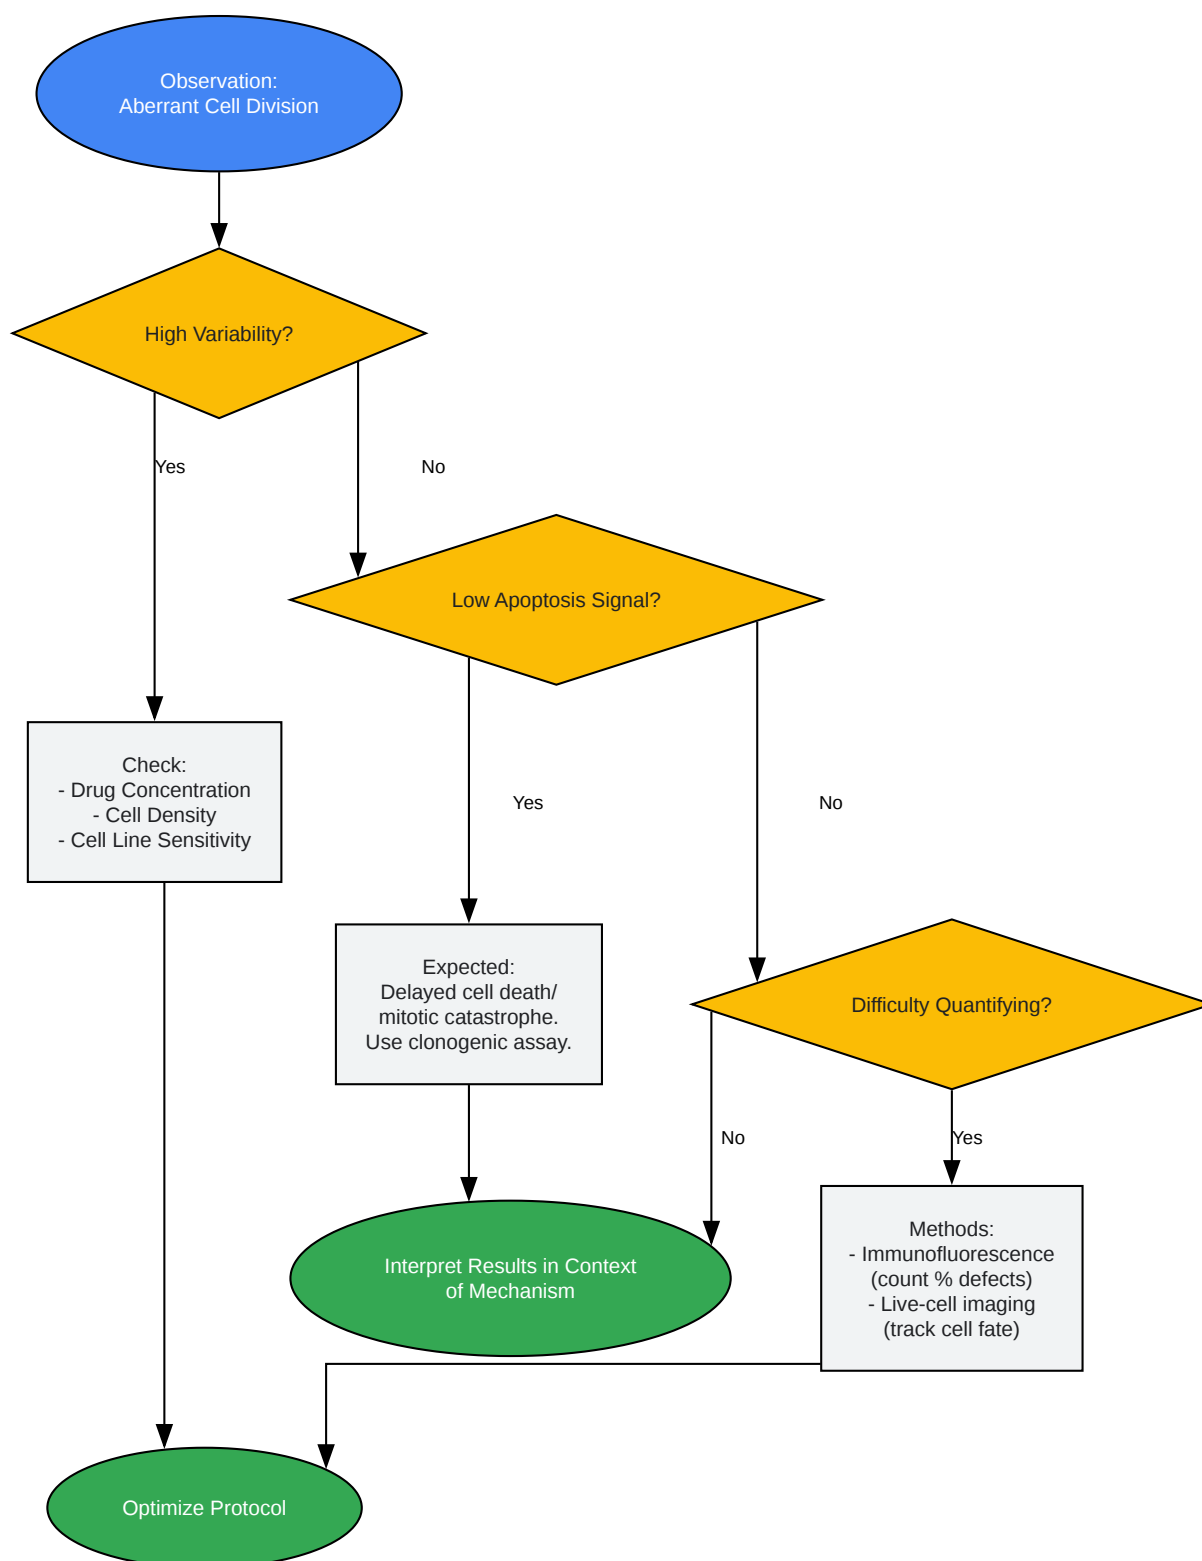 Observation:
Aberrant Cell Division
High Variability?
Yes
No
Low Apoptosis Signal?
Check:
- Drug Concentration
- Cell Density
- Cell Line Sensitivity
Yes
No
Expected:
Delayed cell death/
mitotic catastrophe.
Use clonogenic assay.
Difficulty Quantifying?
No
Yes
Methods:
- Immunofluorescence
(count % defects)
- Live-cell imaging
(track cell fate)
Interpret Results in Context
of Mechanism
Optimize Protocol